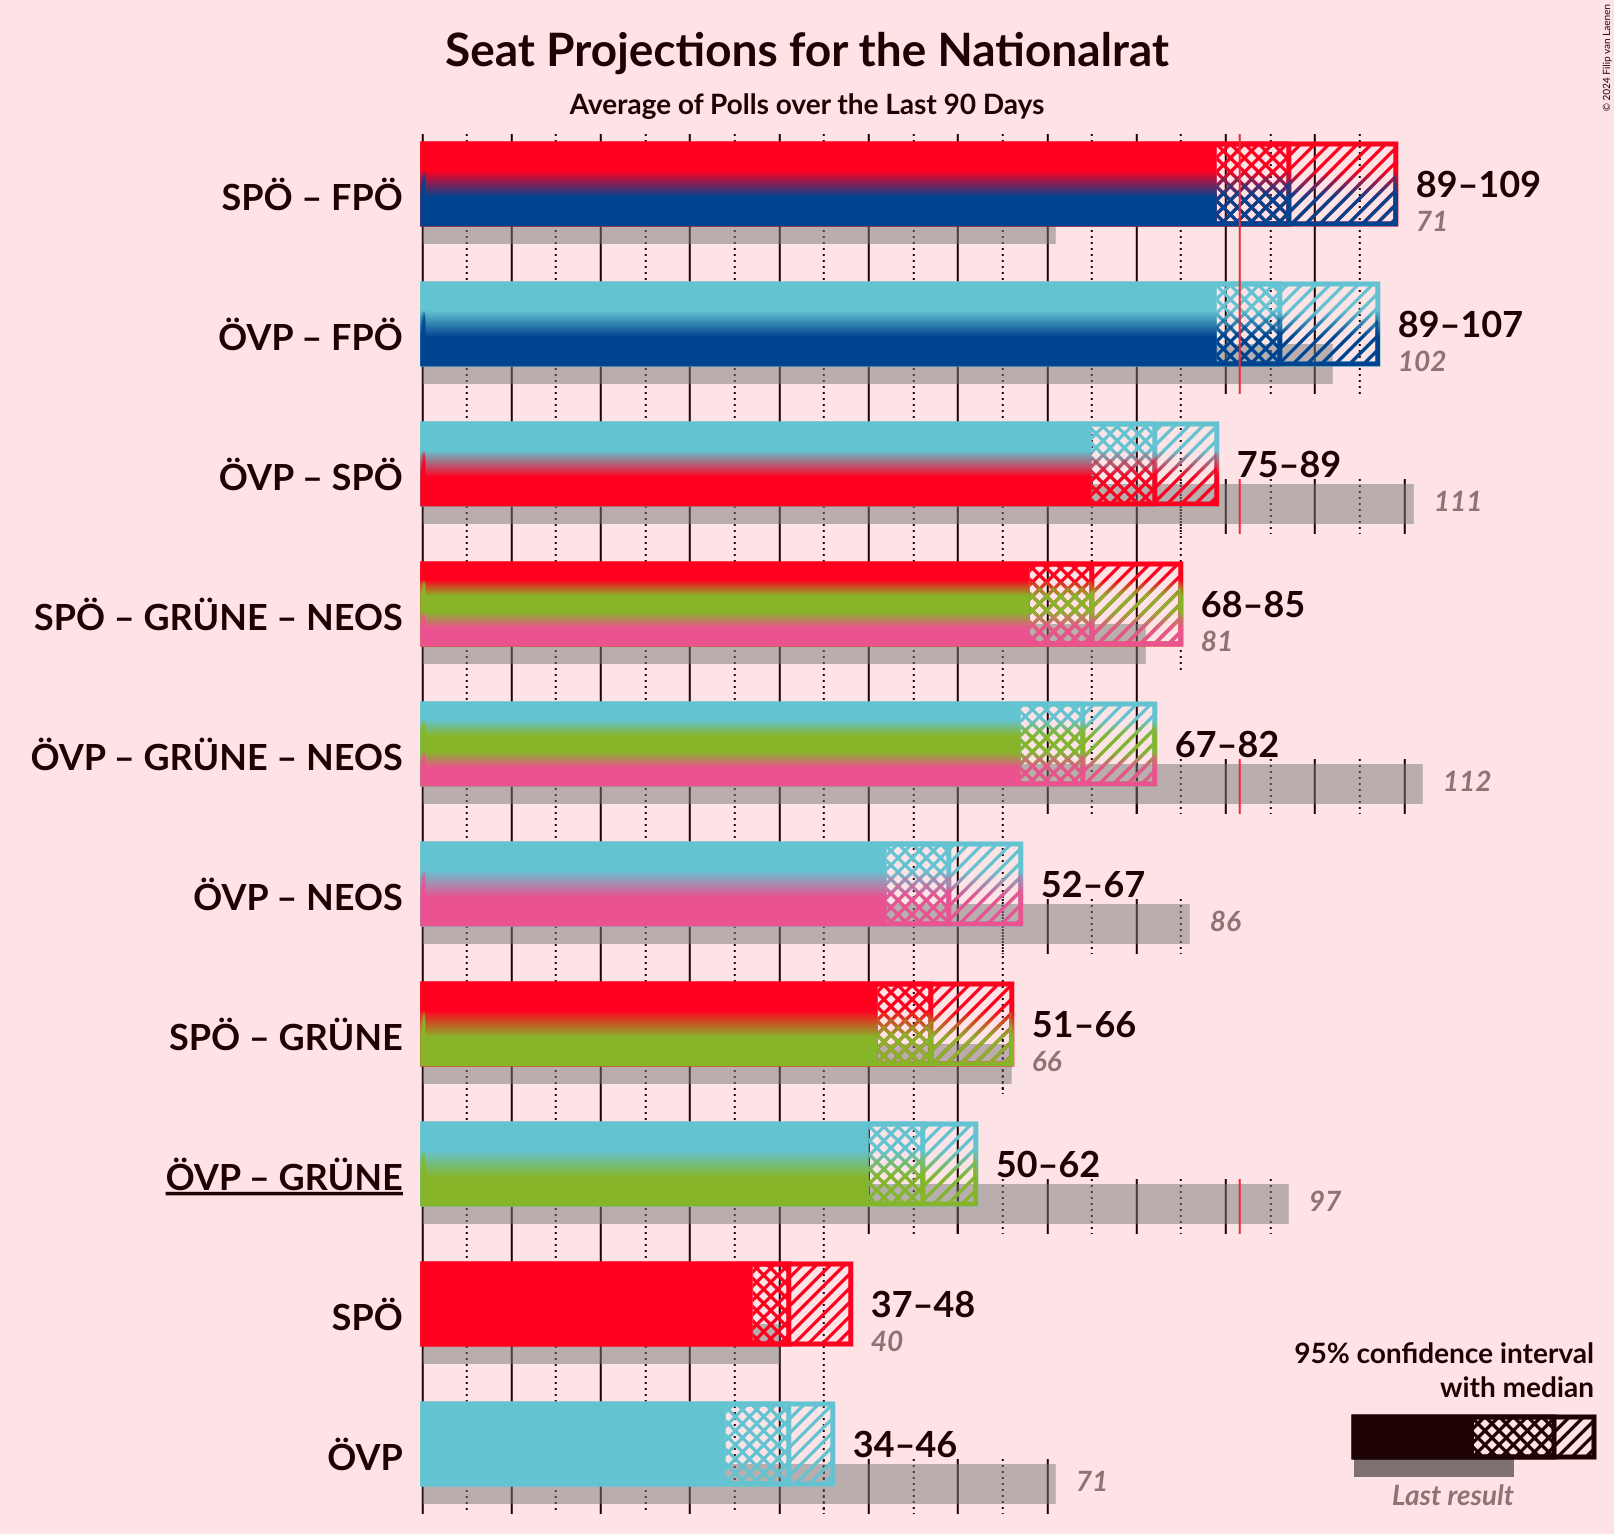 Seat Projections for the Nationalrat
Average of Polls over the Last 90 Days
© 2024 Filip van Laenen
SPÖ – FPÖ
89–109
71
ÖVP – FPÖ
89–107
102
ÖVP – SPÖ
75–89
111
SPÖ – GRÜNE – NEOS
68–85
81
ÖVP – GRÜNE – NEOS
67–82
112
ÖVP – NEOS
52–67
86
SPÖ – GRÜNE
51–66
66
ÖVP – GRÜNE
50–62
97
SPÖ
37–48
40
ÖVP
34–46
71
95% confidence interval
with median
Last result